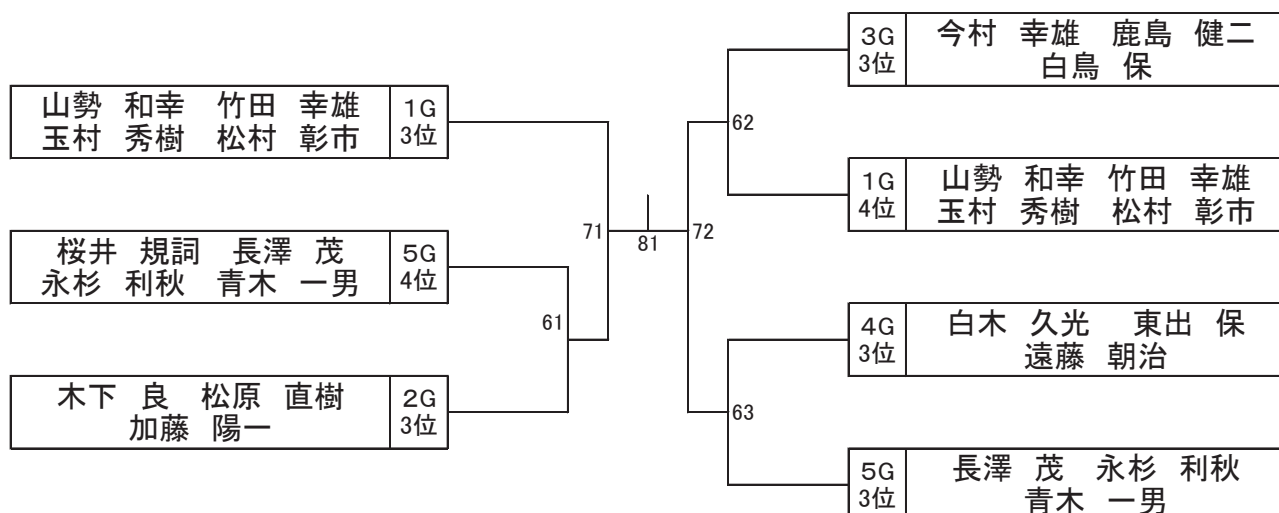 山勢 和幸 竹田 幸雄
玉村 秀樹 松村 彰市
1G
3位
桜井 規詞 長澤 茂
永杉 利秋 青木 一男
5G
4位
木下 良 松原 直樹
加藤 陽一
2G
3位
61
71
81
72
62
63
3G
3位
今村 幸雄 鹿島 健二
白鳥 保
1G
4位
山勢 和幸 竹田 幸雄
玉村 秀樹 松村 彰市
4G
3位
白木 久光 東出 保
遠藤 朝治
5G
3位
長澤 茂 永杉 利秋
青木 一男